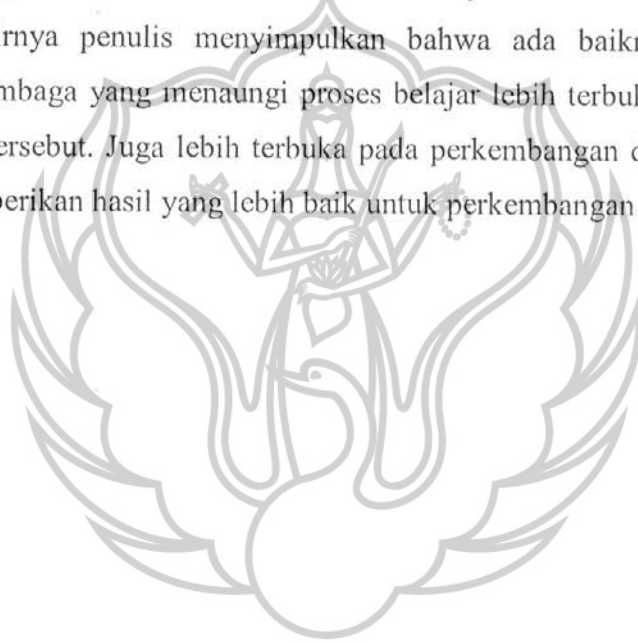 penulis menyimpulkan bahwa ada
yang menaungi proses belajar lebih
Juga lebih terbuka pada perkembangan
hasil yang lebih baik untuk perkembangan